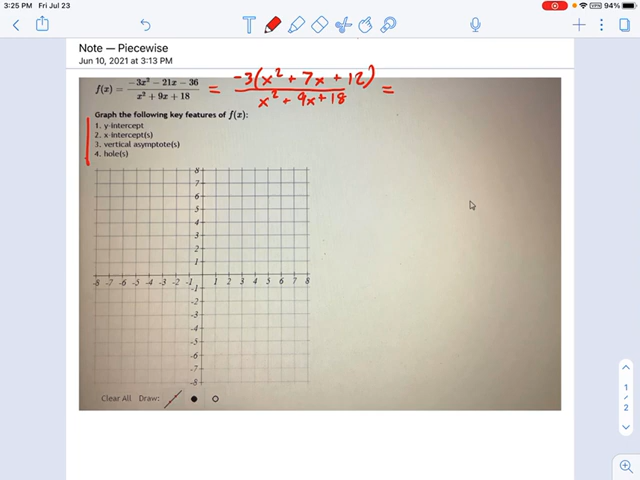 3:25 PM Fri Jul 23
94%
Note — Piecewise
Jun 10, 2021 at 3:13 PM
f(x) = −3x² − 21x − 36 / x² + 9x + 18 = -3(x² + 7x + 12) / x² + 9x + 18 =
Graph the following key features of f(x):
1. y-intercept
2. x-intercept(s)
3. vertical asymptote(s)
4. hole(s)
8
7
6
5
4
3
2
1
-8 -7 -6 -5 -4 -3 -2 -1 1 2 3 4 5 6 7 8
-1
-2
-3
-4
-5
-6
-7
-8
Clear All Draw:
1
2